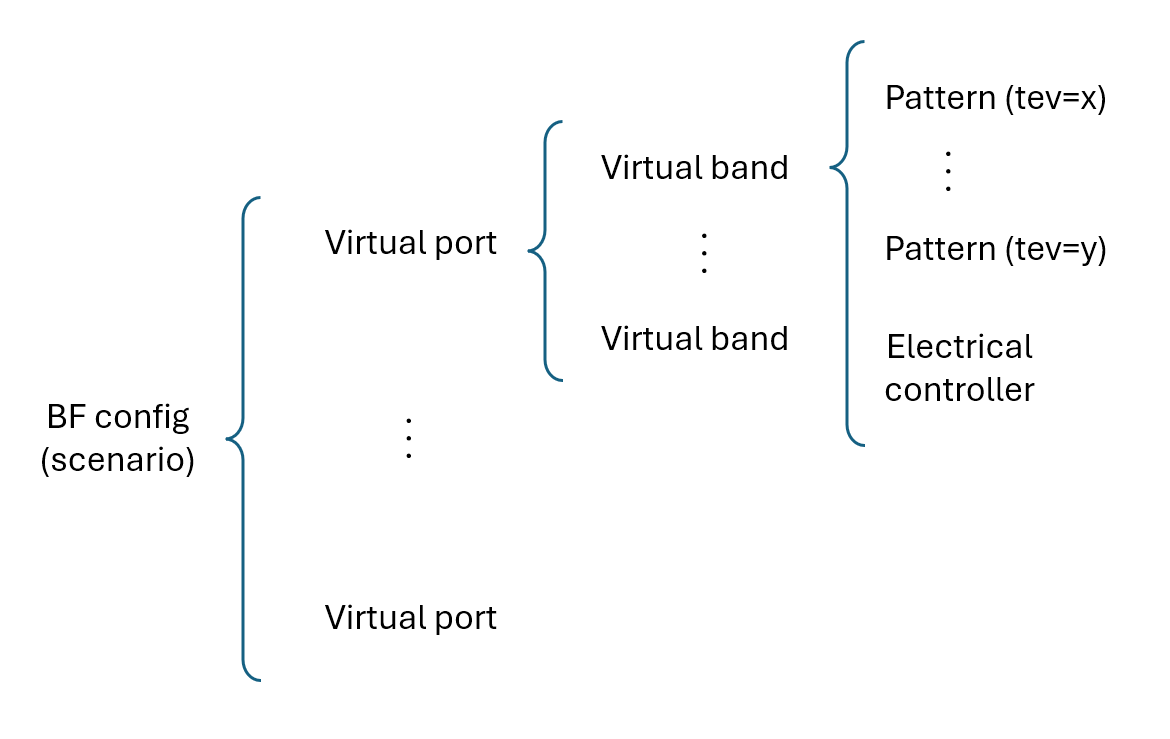 BF config
(scenario)
Virtual port
Virtual port
Virtual band
Virtual band
Pattern (tev=x)
Pattern (tev=y)
Electrical
controller